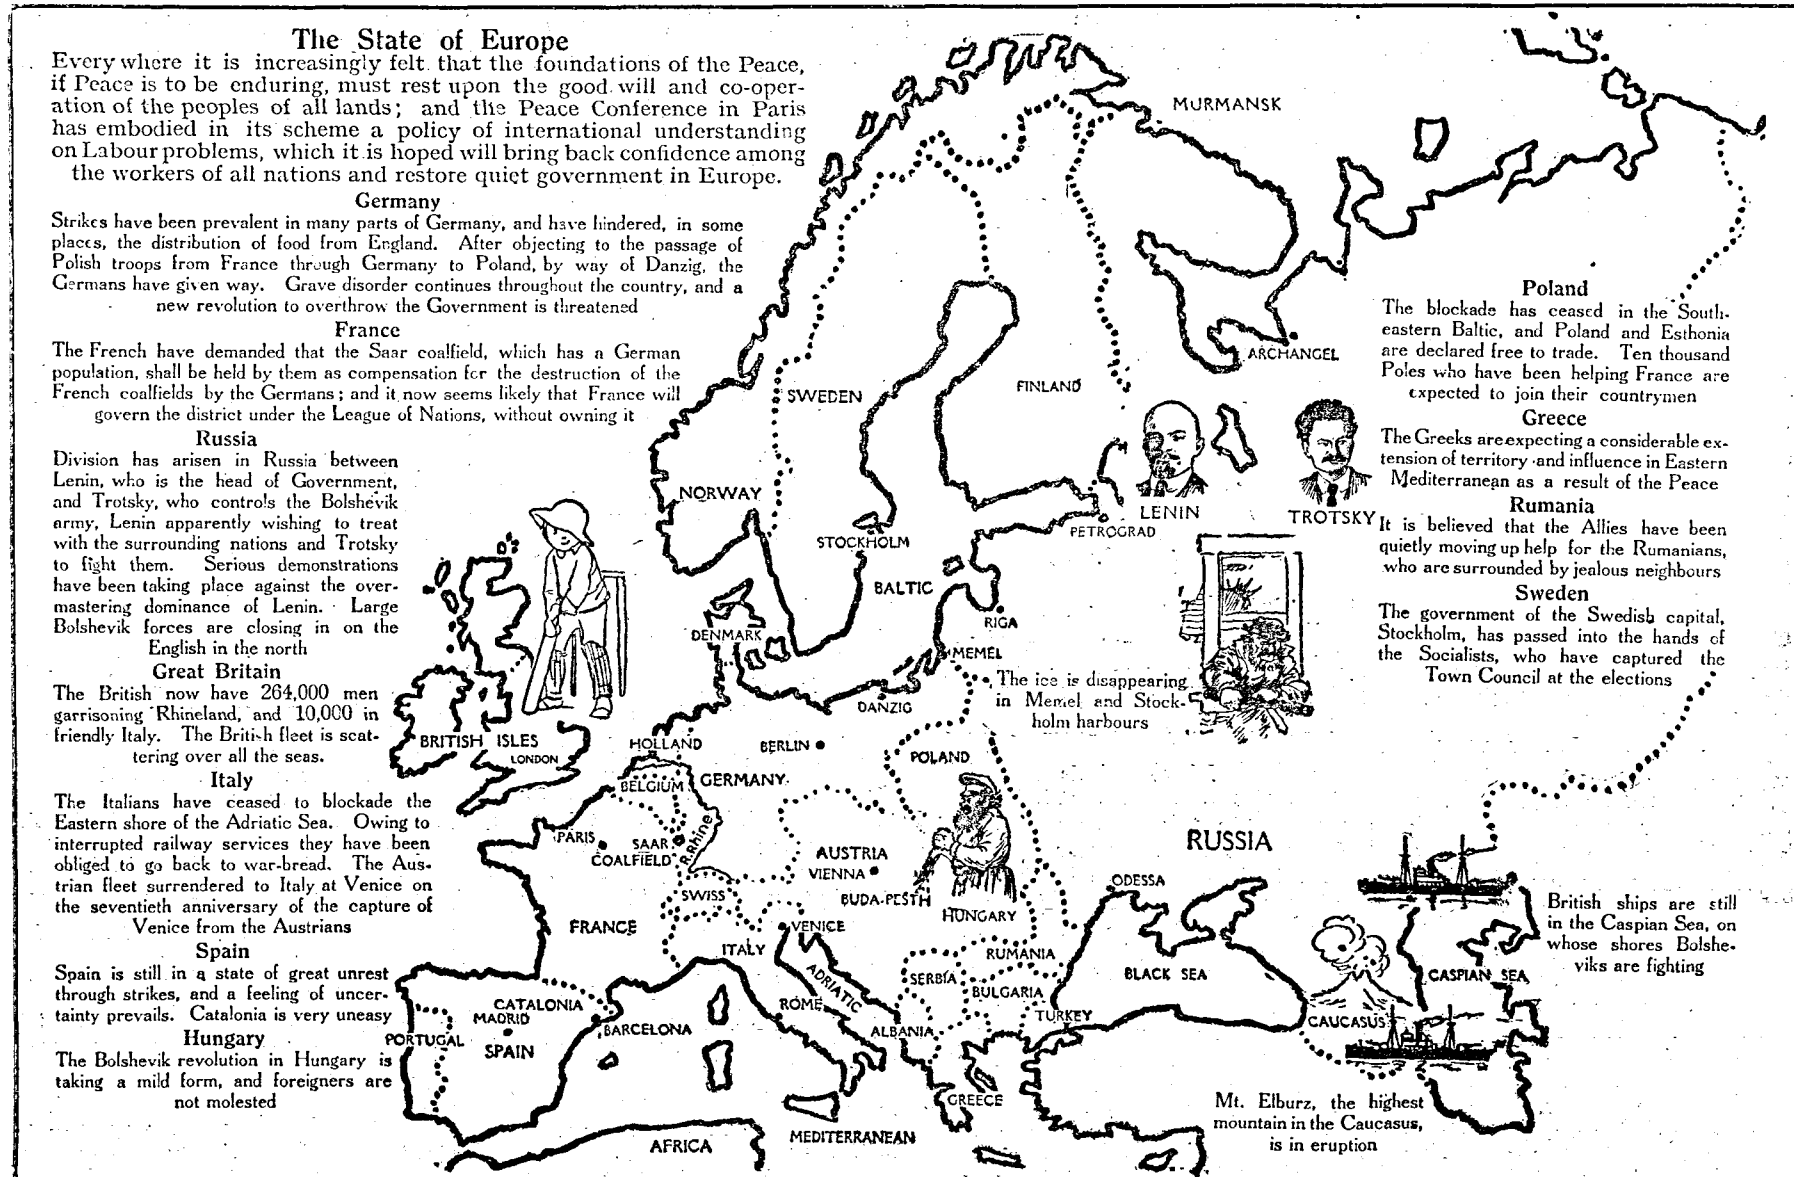 The State of Europe
Everywhere it is increasingly felt that the foundations of the Peace,
if Peace is to be enduring, must rest upon the good will and co-oper-
ation of the peoples of all lands; and the Peace Conference in Paris
has embodied in its scheme a policy of international understanding
on Labour problems, which it is hoped will bring back confidence among
the workers of all nations and restore quiet government in Europe.
Germany
Strikes have been prevalent in many parts of Germany, and have hindered, in some
places, the distribution of food from England. After objecting to the passage of
Polish troops from France through Germany to Poland, by way of Danzig, the
Germans have given way. Grave disorder continues throughout the country, and a
new revolution to overthrow the Government is threatened
France
The French have demanded that the Saar coalfield, which has a German
population, shall be held by them as compensation for the destruction of the
French coalfields by the Germans; and it now seems likely that France will
govern the district under the League of Nations, without owning it
Russia
Division has arisen in Russia between
Lenin, who is the head of Government,
and Trotsky, who controls the Bolshevik
army, Lenin apparently wishing to treat
with the surrounding nations and Trotsky
to fight them. Serious demonstrations
have been taking place against the over-
mastering dominance of Lenin. Large
Bolshevik forces are closing in on the
English in the north
Great Britain
The British now have 264,000 men
garrisoning Rhineland, and 10,000 in
friendly Italy. The British fleet is scat-
tering over all the seas.
Italy
The Italians have ceased to blockade the
Eastern shore of the Adriatic Sea. Owing to
interrupted railway services they have been
obliged to go back to war-bread. The Aus-
trian fleet surrendered to Italy at Venice on
the seventieth anniversary of the capture of
Venice from the Austrians
Spain
Spain is still in a state of great unrest
through strikes, and a feeling of uncer-
tainty prevails. Catalonia is very uneasy
Hungary
The Bolshevik revolution in Hungary is
taking a mild form, and foreigners are
not molested
Poland
The blockade has ceased in the South-
eastern Baltic, and Poland and Esthonia
are declared free to trade. Ten thousand
Poles who have been helping France are
expected to join their countrymen
Greece
The Greeks are expecting a considerable ex-
tension of territory and influence in Eastern
Mediterranean as a result of the Peace
Rumania
It is believed that the Allies have been
quietly moving up help for the Rumanians,
who are surrounded by jealous neighbours
Sweden
The government of the Swedish capital,
Stockholm, has passed into the hands of
the Socialists, who have captured the
Town Council at the elections
The ice is disappearing
in Memel and Stock-
holm harbours
British ships are still
in the Caspian Sea, on
whose shores Bolshe-
viks are fighting
Mt. Elburz, the highest
mountain in the Caucasus,
is in eruption
MURMANSK
ARCHANGEL
SWEDEN
FINLAND
NORWAY
LENIN
TROTSKY
PETROGRAD
STOCKHOLM
BALTIC
RIGA
DENMARK
MEMEL
DANZIG
BRITISH ISLES
LONDON
HOLLAND
BERLIN
POLAND
BELGIUM
GERMANY
PARIS
SAAR
COALFIELD
R. Rhine
AUSTRIA
VIENNA
RUSSIA
SWISS
BUDA-PESTH
HUNGARY
ODESSA
FRANCE
VENICE
ITALY
RUMANIA
BLACK SEA
CASPIAN SEA
ADRIATIC
SERBIA
BULGARIA
CATALONIA
MADRID
ROME
TURKEY
CAUCASUS
BARCELONA
ALBANIA
PORTUGAL
SPAIN
GREECE
AFRICA
MEDITERRANEAN